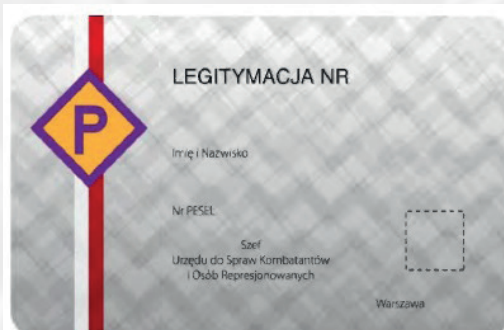 LEGITYMACJA NR
P
Imię i Nazwisko
Nr PESEL
Szef
Urzędu do Spraw Kombatantów
i Osób Represjonowanych
Warszawa